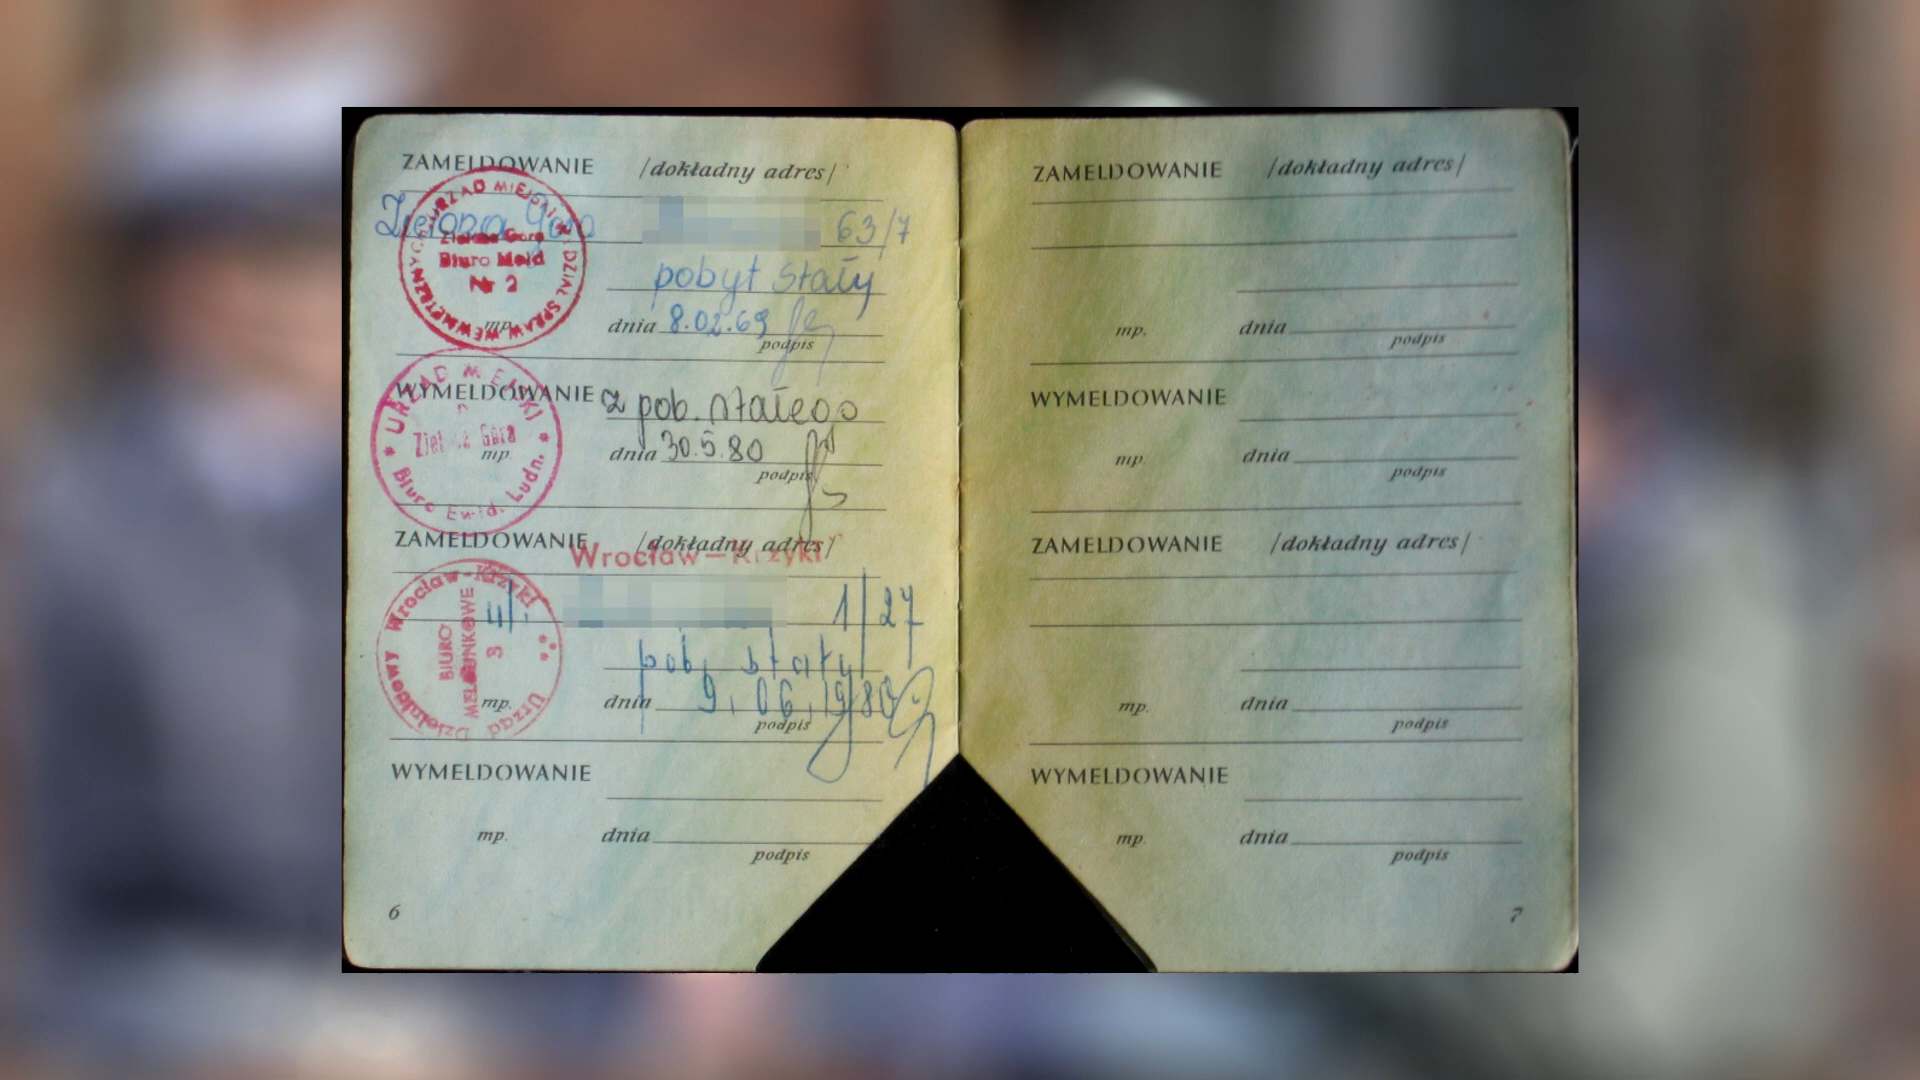 ZAMELDOWANIE /dokładny adres/
Zielona Góra 63/7
URZĄD MIEJSKI
Zielona Góra
Biuro Meld
Nr 2
pobyt stały
mp. dnia 8.02.69
podpis
WYMELDOWANIE z pob. stałego
URZĄD MIEJSKI
Zielona Góra
Biuro Ewid. Ludn.
mp. dnia 30.5.80
podpis
ZAMELDOWANIE /dokładny adres/
Wrocław-Krzyki
Urząd Dzielnicowy Wrocław-Krzyki
BIURO
MELDUNKOWE
3
1/27
pob. stały
mp. dnia 9.06.1980
podpis
WYMELDOWANIE
mp. dnia
podpis
6
ZAMELDOWANIE /dokładny adres/
mp. dnia
podpis
WYMELDOWANIE
mp. dnia
podpis
ZAMELDOWANIE /dokładny adres/
mp. dnia
podpis
WYMELDOWANIE
mp. dnia
podpis
7